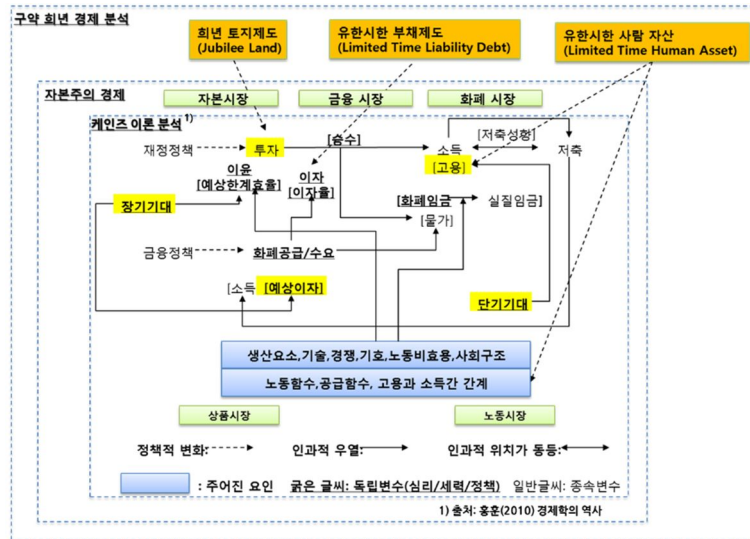 구약 희년 경제 분석
희년 토지제도
(Jubilee Land)
유한시한 부채제도
(Limited Time Liability Debt)
유한시한 사람 자산
(Limited Time Human Asset)
자본주의 경제
자본시장
금융 시장
화폐 시장
케인즈 이론 분석1)
재정정책
투자
[승수]
소득
[고용]
[저축성황]
저축
이윤
[예상한계효율]
이자
[이자율]
장기기대
[화폐임금
[물가]
실질임금]
금융정책
화폐공급/수요
[소득
[예상이자]
단기기대
생산요소,기술,경쟁,기호,노동비효용,사회구조
노동함수,공급함수, 고용과 소득간 간계
상품시장
노동시장
정책적 변화:
인과적 우열:
인과적 위치가 동등:
: 주어진 요인
굵은 글씨: 독립변수(심리/세력/정책)
일반글씨: 종속변수
1) 출처: 홍훈(2010) 경제학의 역사